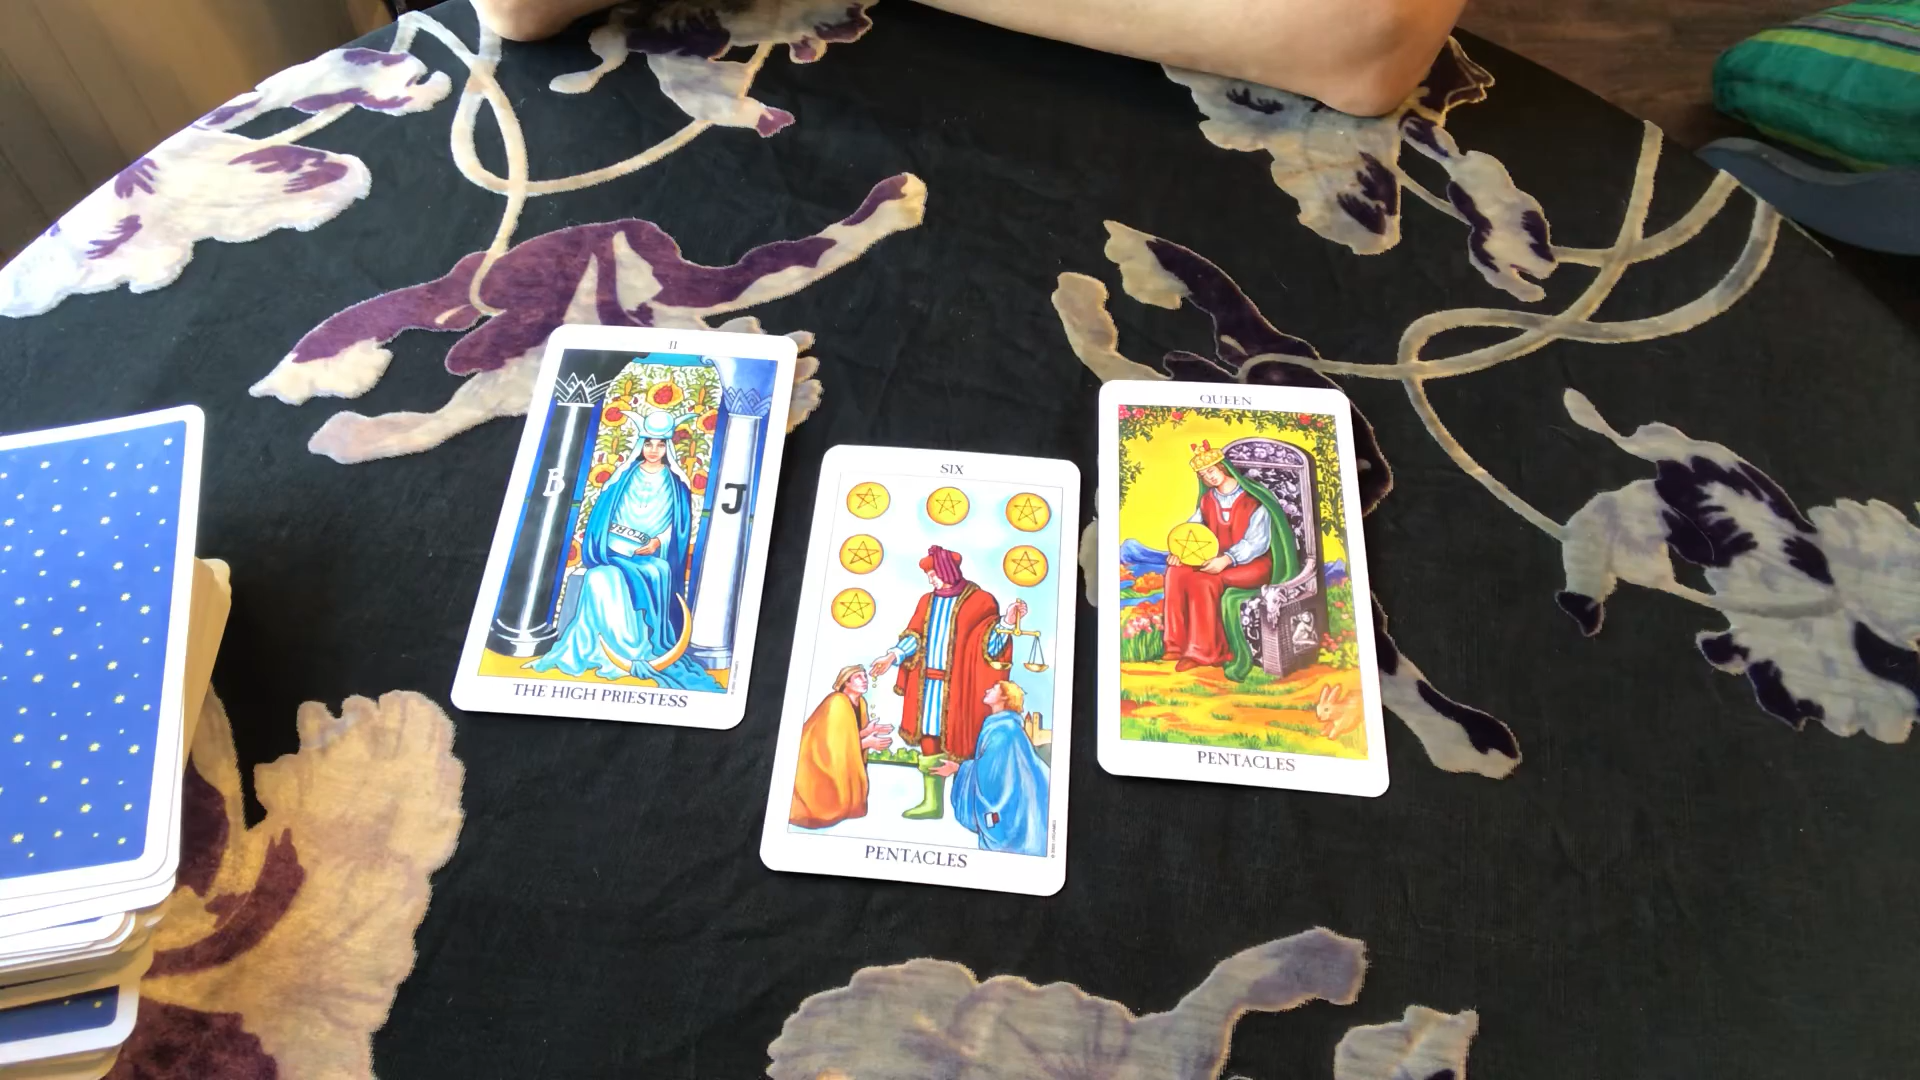 II
B
J
THE HIGH PRIESTESS
SIX
PENTACLES
QUEEN
PENTACLES